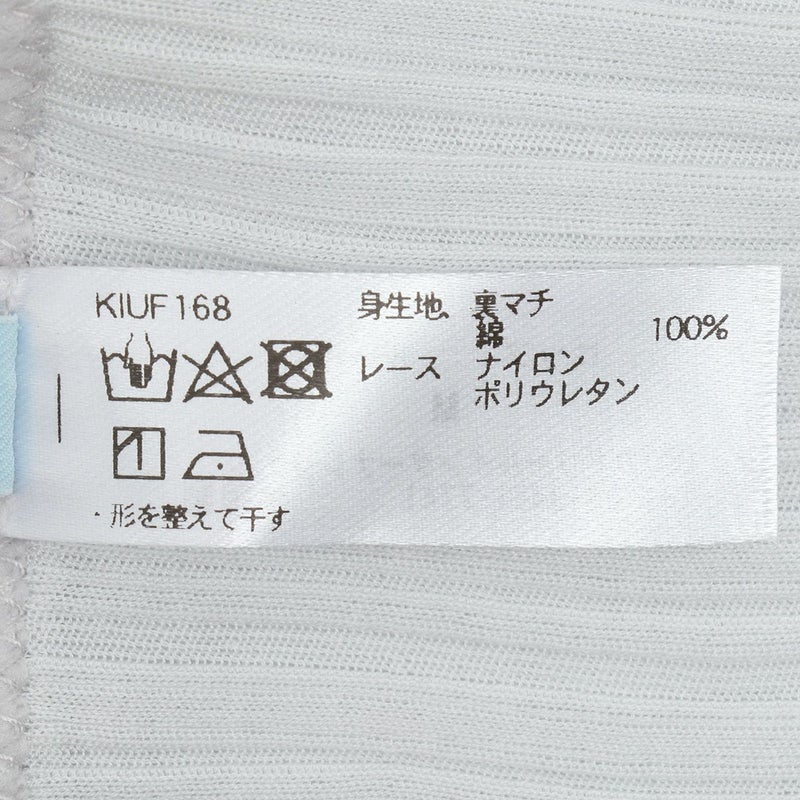 KIUF168
身生地、裏マチ
綿 100%
レース ナイロン
ポリウレタン
・形を整えて干す